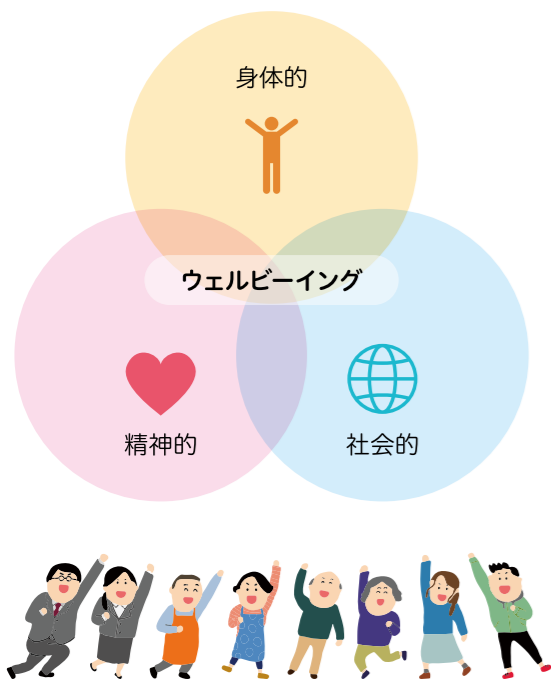 身体的
ウェルビーイング
精神的
社会的